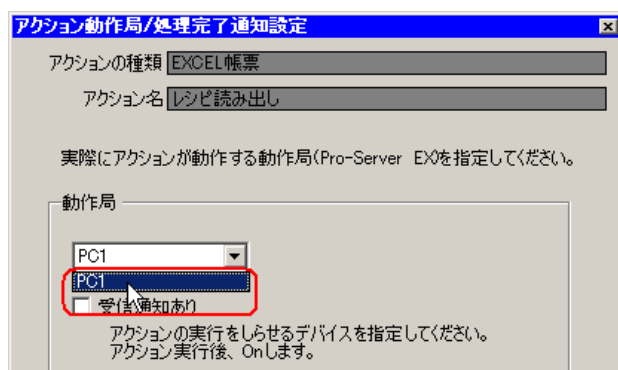 アクション動作局/処理完了通知設定
アクションの種類 EXCEL帳票
アクション名 レシピ読み出し
実際にアクションが動作する動作局(Pro-Server EX)を指定してください。
動作局
PC1
PC1
受信通知あり
アクションの実行をしらせるデバイスを指定してください。
アクション実行後、Onします。